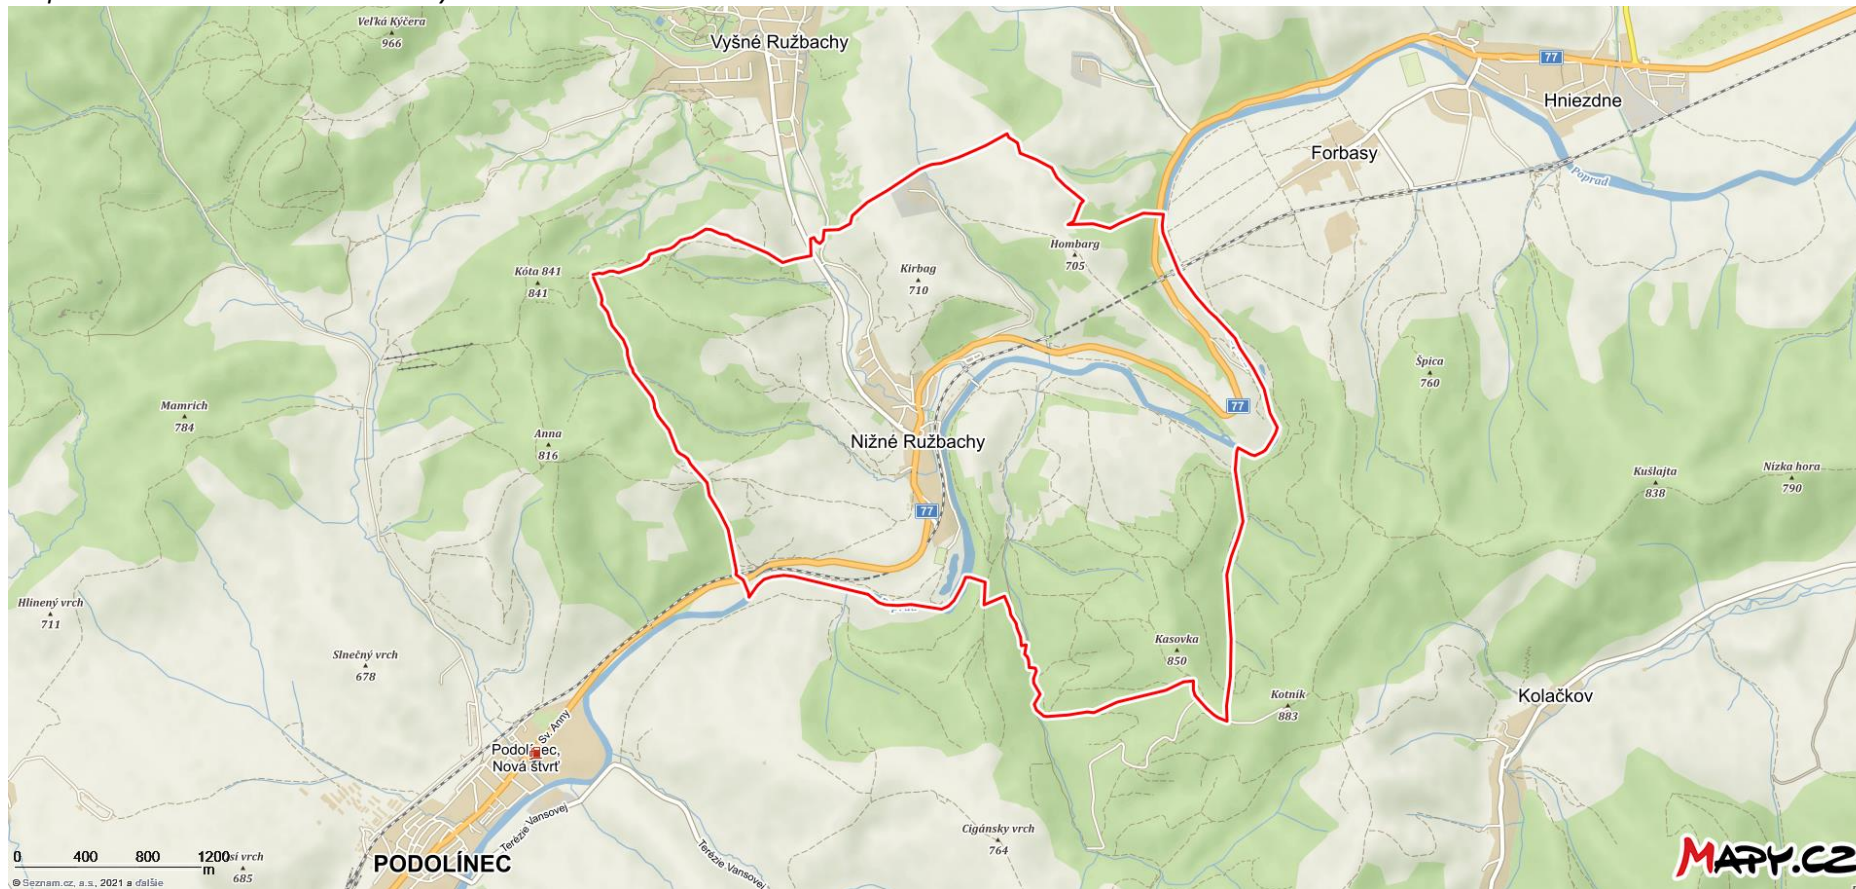 Veľká Kýčera
966
Vyšné Ružbachy
77
Hniezdne
Forbasy
Poprad
Hombarg
705
Kóta 841
841
Kirbag
710
Špica
760
Mamrich
784
77
Anna
816
Nižné Ružbachy
Kušlajta
838
Nízka hora
790
77
Hlinený vrch
711
Kasovka
850
Slnečný vrch
678
Kotník
883
Kolačkov
Sv. Anny
Podolínec,
Nová štvrť
Terézie Vansovej
Terézie Vansovej
Cigánsky vrch
764
PODOLÍNEC
0 400 800 1200
m
vrch
685
© Seznam.cz, a.s., 2021 a ďalšie
MAPY.CZ